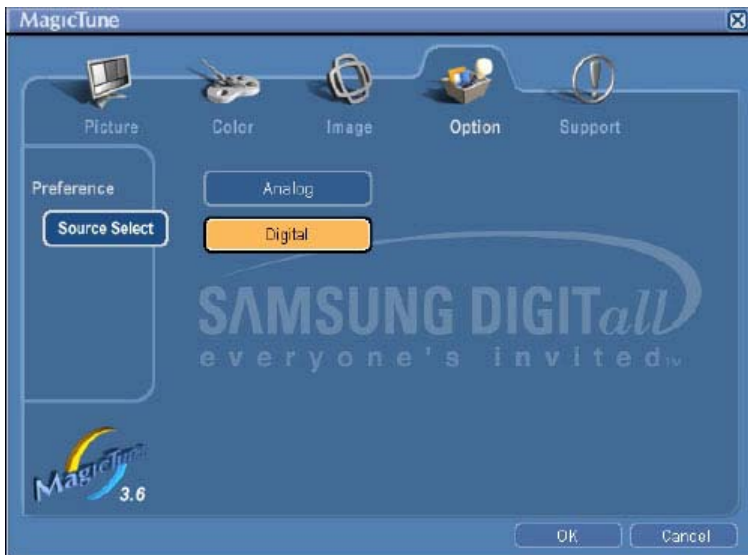 MagicTune
Picture Color Image Option Support
Preference
Source Select
Analog
Digital
SAMSUNG DIGITall
everyone's invited™
MagicTune
3.6
OK Cancel